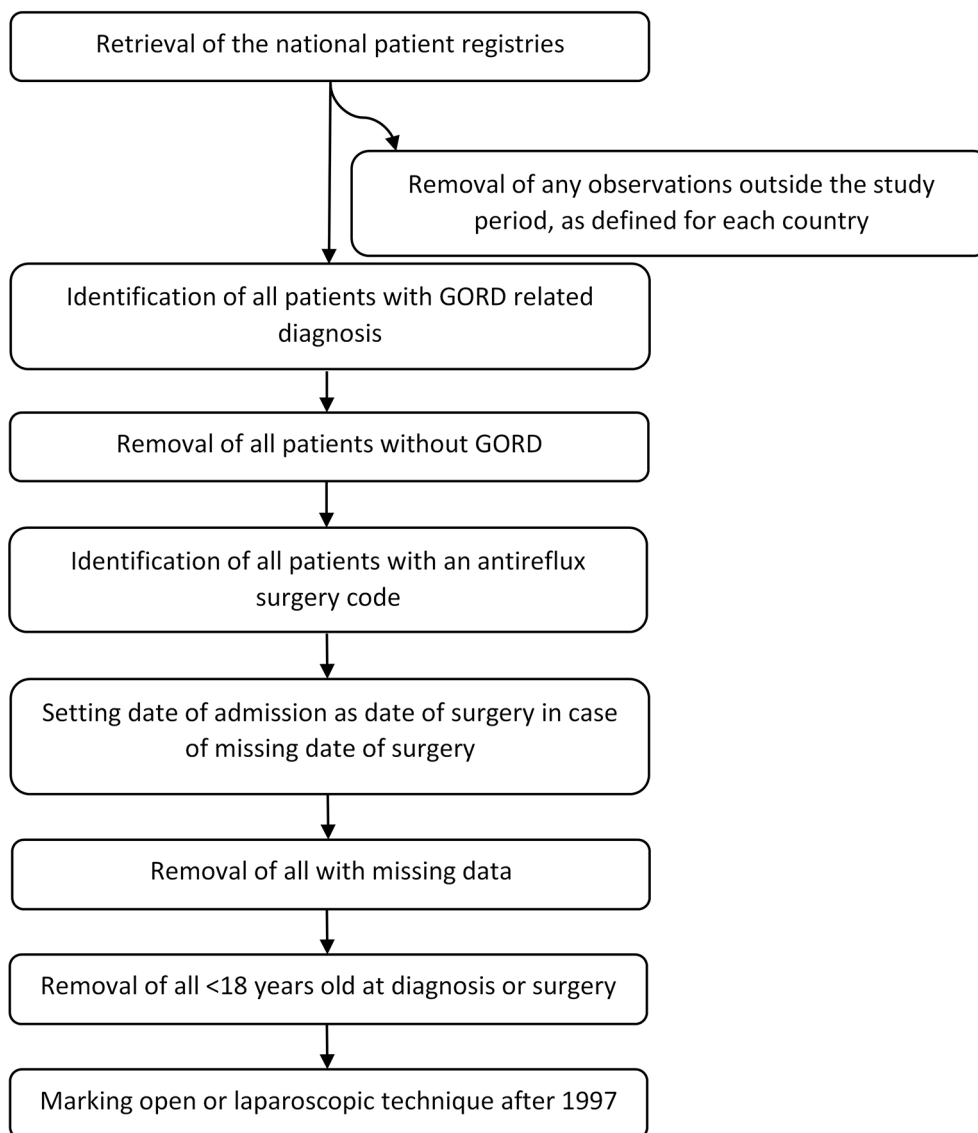 Retrieval of the national patient registries
Removal of any observations outside the study
period, as defined for each country
Identification of all patients with GORD related
diagnosis
Removal of all patients without GORD
Identification of all patients with an antireflux
surgery code
Setting date of admission as date of surgery in case
of missing date of surgery
Removal of all with missing data
Removal of all <18 years old at diagnosis or surgery
Marking open or laparoscopic technique after 1997